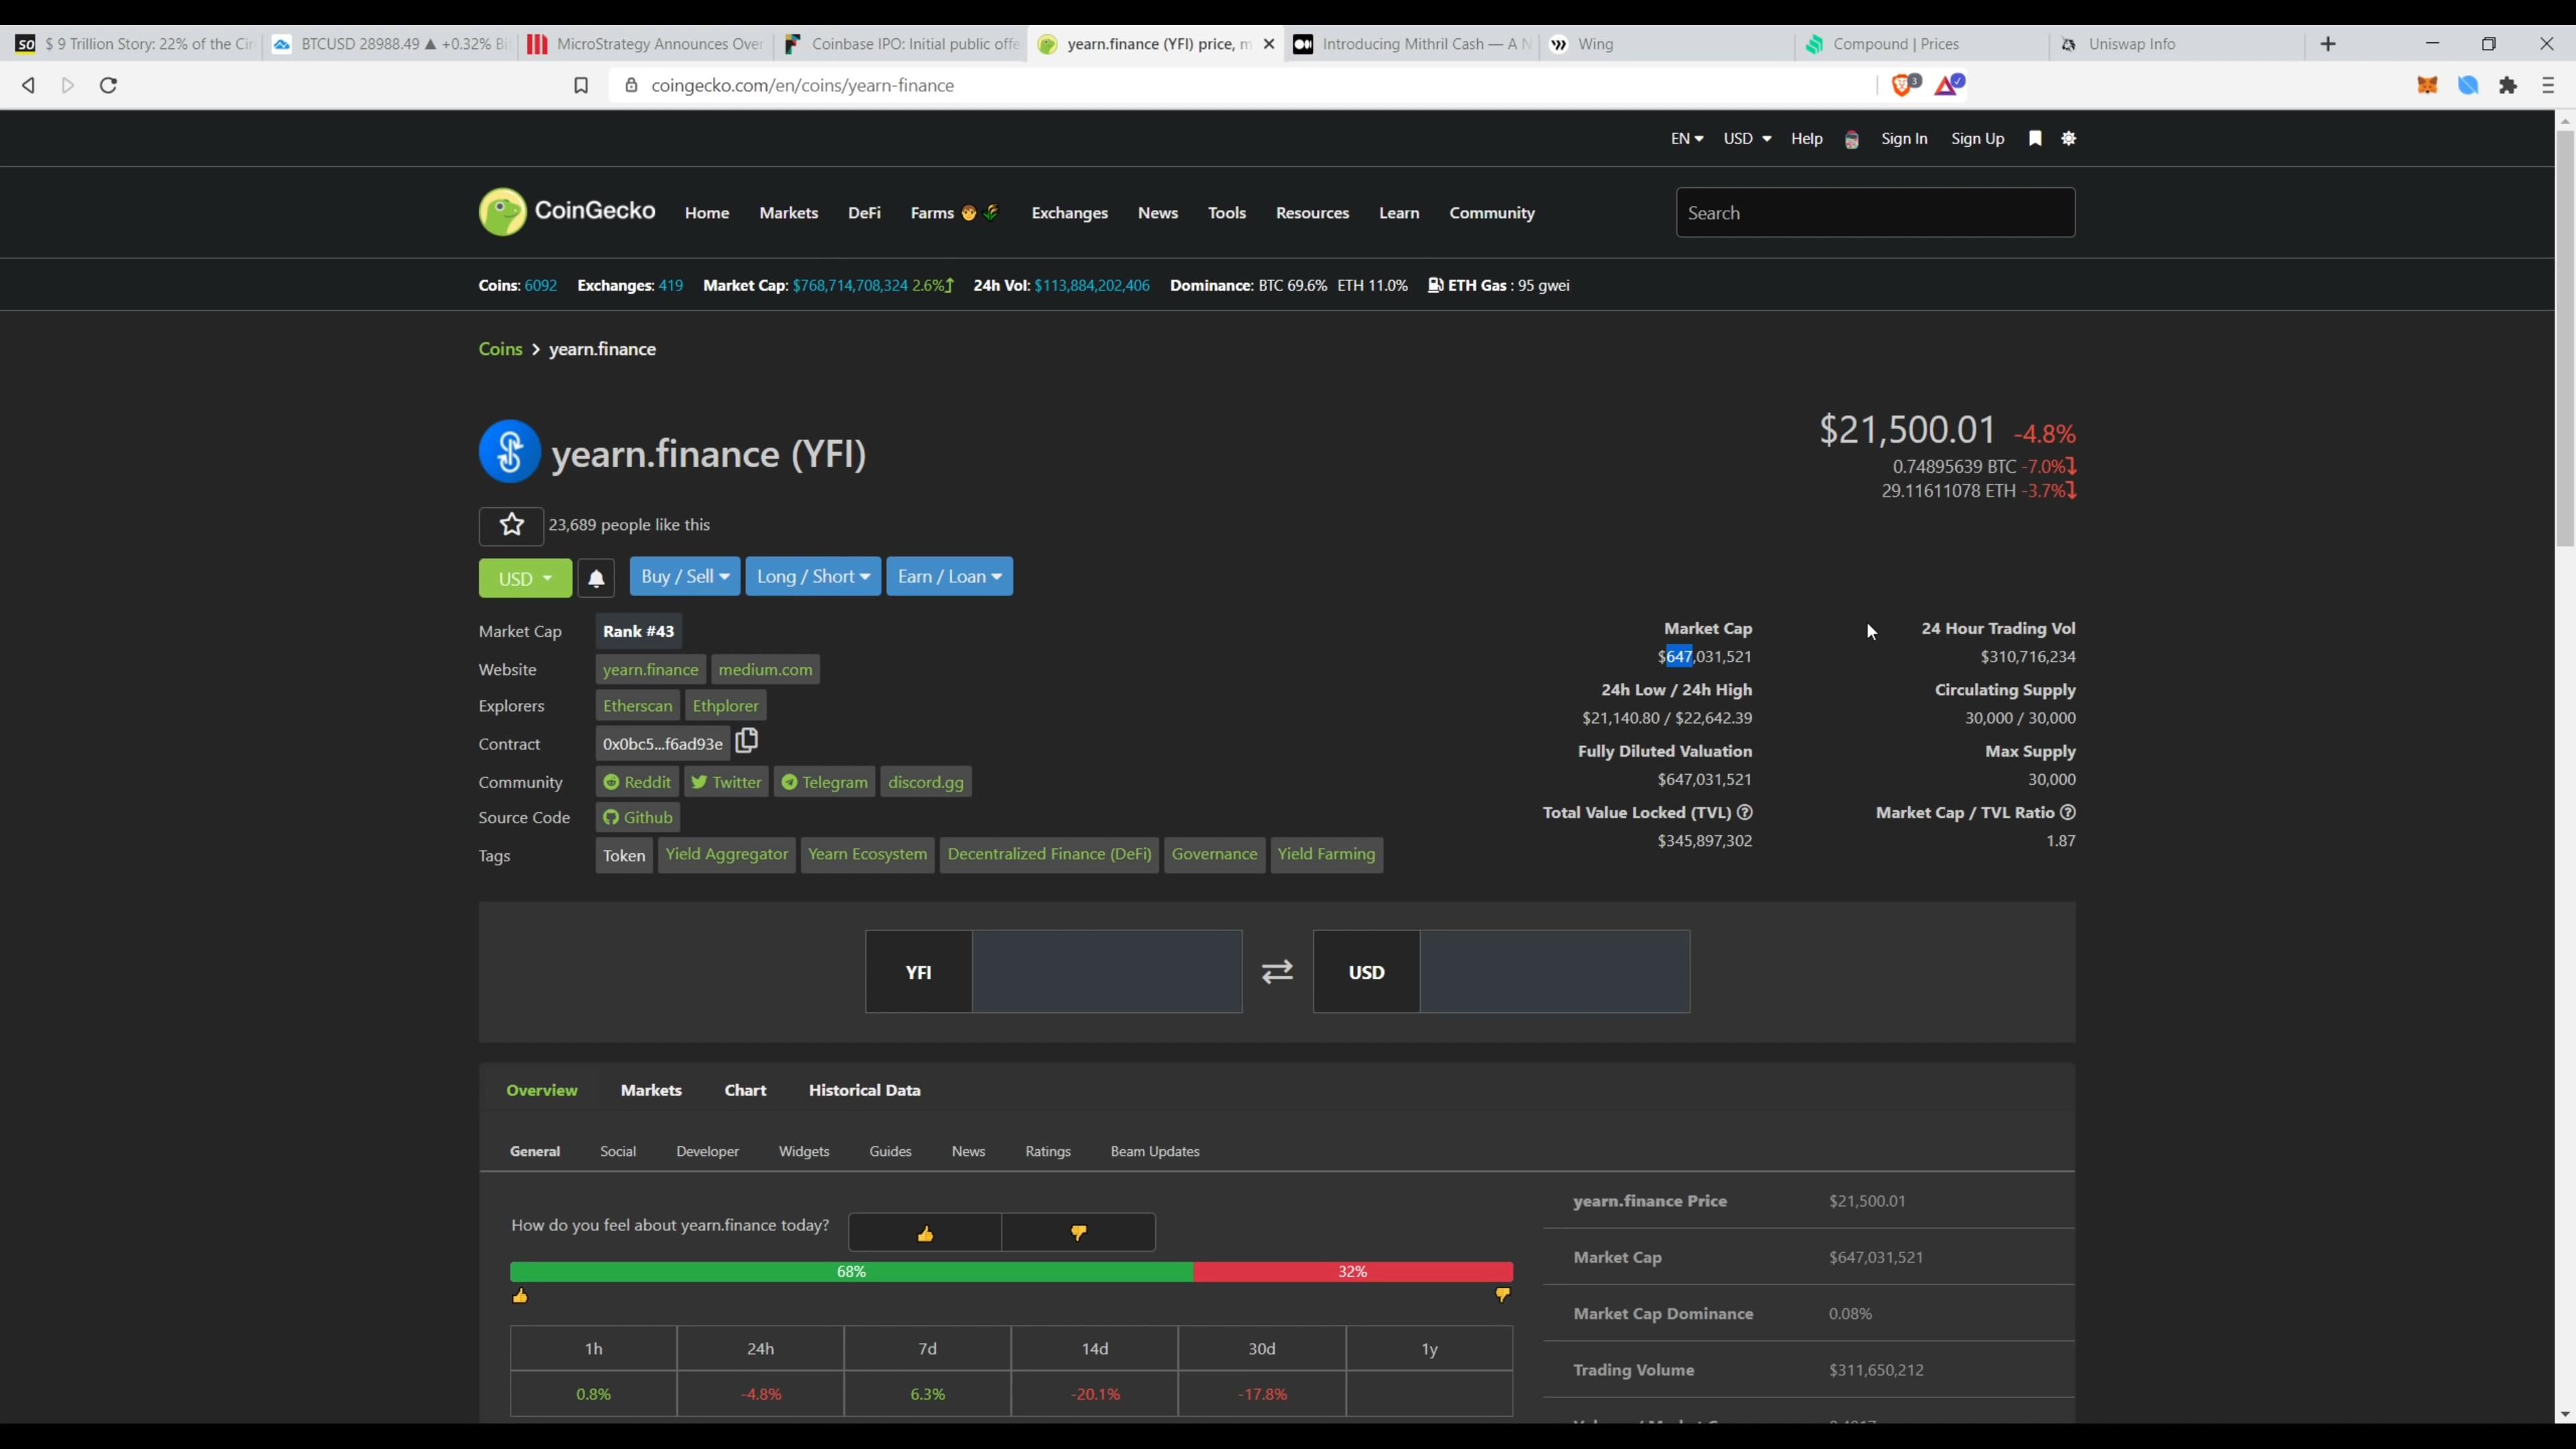 $ 9 Trillion Story: 22% of the Cir
BTCUSD 28988.49 ▲ +0.32% Bi
MicroStrategy Announces Over
Coinbase IPO: Initial public offe
yearn.finance (YFI) price, m
Introducing Mithril Cash — A N
Wing
Compound | Prices
Uniswap Info
coingecko.com/en/coins/yearn-finance
3
EN USD Help Sign In Sign Up
CoinGecko Home Markets DeFi Farms Exchanges News Tools Resources Learn Community Search
Coins: 6092 Exchanges: 419 Market Cap: $768,714,708,324 2.6% 24h Vol: $113,884,202,406 Dominance: BTC 69.6% ETH 11.0% ETH Gas : 95 gwei
Coins > yearn.finance
yearn.finance (YFI)
$21,500.01 -4.8%
0.74895639 BTC -7.0%
29.11611078 ETH -3.7%
23,689 people like this
USD Buy / Sell Long / Short Earn / Loan
Market Cap Rank #43
Website yearn.finance medium.com
Explorers Etherscan Ethplorer
Contract 0x0bc5...f6ad93e
Community Reddit Twitter Telegram discord.gg
Source Code Github
Tags Token Yield Aggregator Yearn Ecosystem Decentralized Finance (DeFi) Governance Yield Farming
Market Cap 24 Hour Trading Vol
$647,031,521 $310,716,234
24h Low / 24h High Circulating Supply
$21,140.80 / $22,642.39 30,000 / 30,000
Fully Diluted Valuation Max Supply
$647,031,521 30,000
Total Value Locked (TVL) Market Cap / TVL Ratio
$345,897,302 1.87
YFI USD
Overview Markets Chart Historical Data
General Social Developer Widgets Guides News Ratings Beam Updates
How do you feel about yearn.finance today?
68% 32%
1h 24h 7d 14d 30d 1y
0.8% -4.8% 6.3% -20.1% -17.8%
yearn.finance Price $21,500.01
Market Cap $647,031,521
Market Cap Dominance 0.08%
Trading Volume $311,650,212